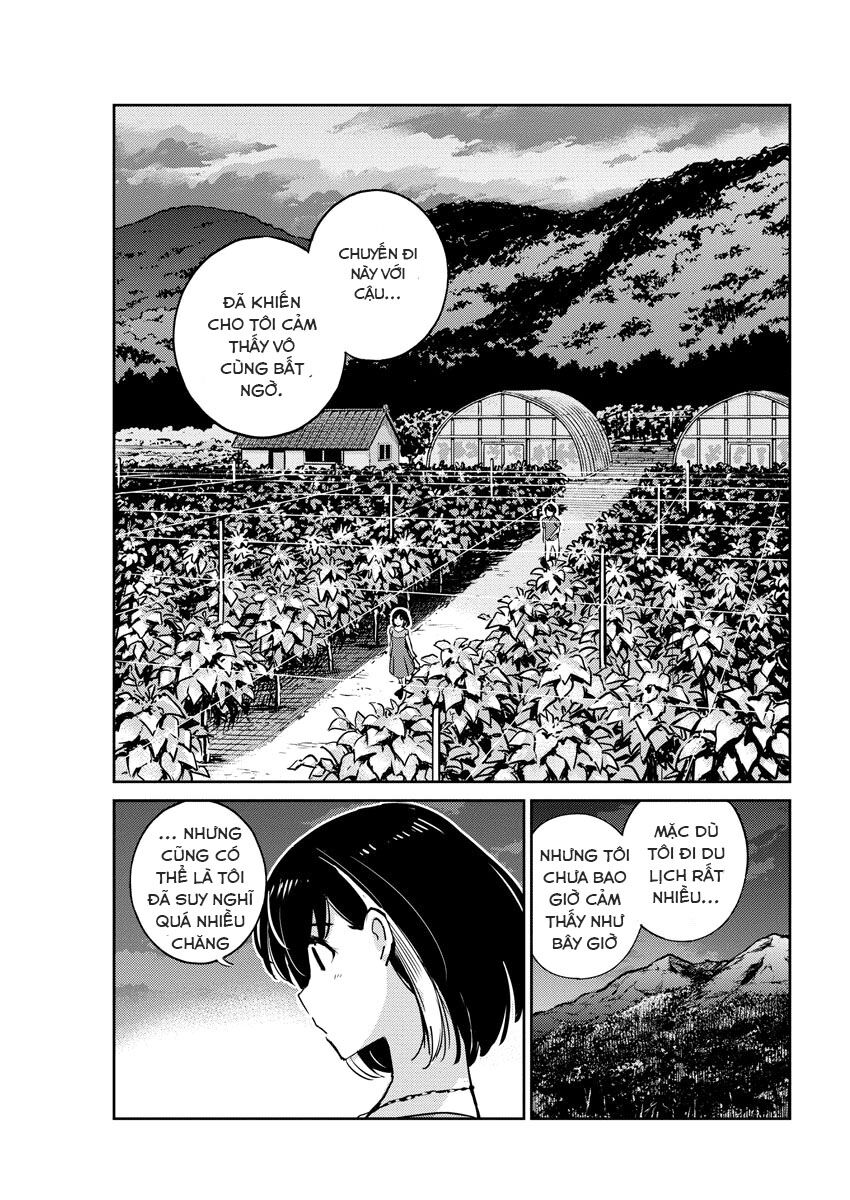 CHUYẾN ĐI
NÀY VỚI
CẬU...
ĐÃ KHIẾN
CHO TÔI CẢM
THẤY VÔ
CÙNG BẤT
NGỜ.
MẶC DÙ
TÔI ĐI DU
LỊCH RẤT
NHIỀU...
NHƯNG TÔI
CHƯA BAO
GIỜ CẢM
THẤY NHƯ
BÂY GIỜ
... NHƯNG
CŨNG CÓ
THỂ LÀ TÔI
ĐÃ SUY NGHĨ
QUÁ NHIỀU
CHĂNG